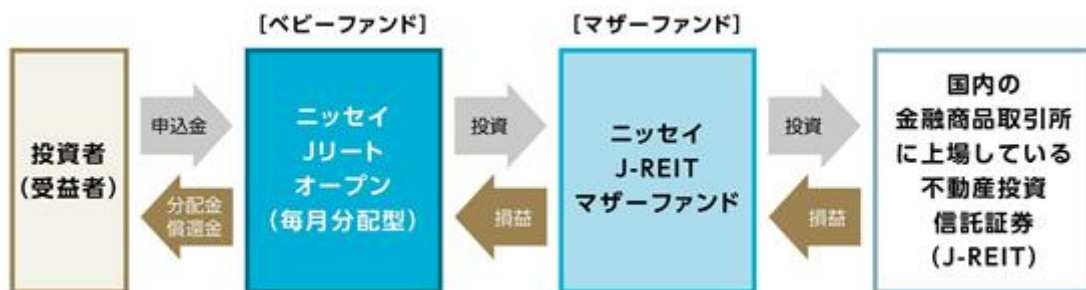 [ベビーファンド]
[マザーファンド]
投資者
(受益者)
申込金
分配金
償還金
ニッセイ
Jリート
オープン
(毎月分配型)
投資
損益
ニッセイ
J-REIT
マザーファンド
投資
損益
国内の
金融商品取引所
に上場している
不動産投資
信託証券
(J-REIT)